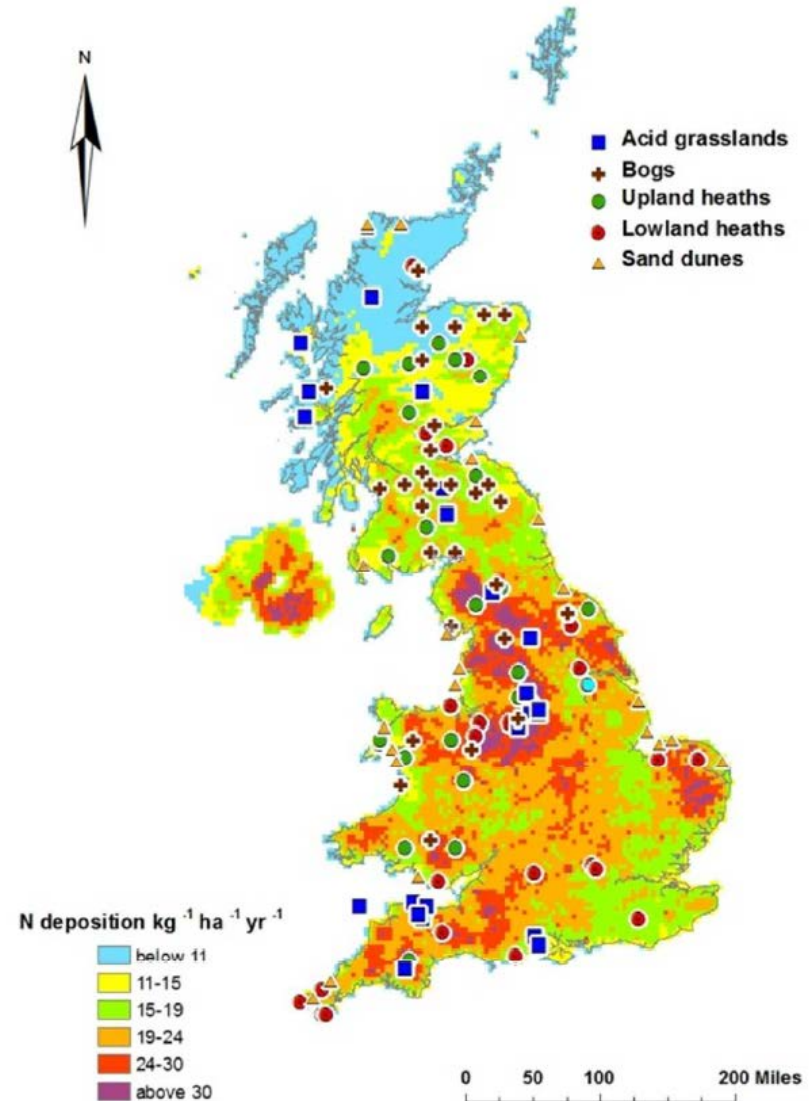 N
Acid grasslands
Bogs
Upland heaths
Lowland heaths
Sand dunes
N deposition kg -1 ha -1 yr -1
below 11
11-15
15-19
19-24
24-30
above 30
0 50 100 200 Miles